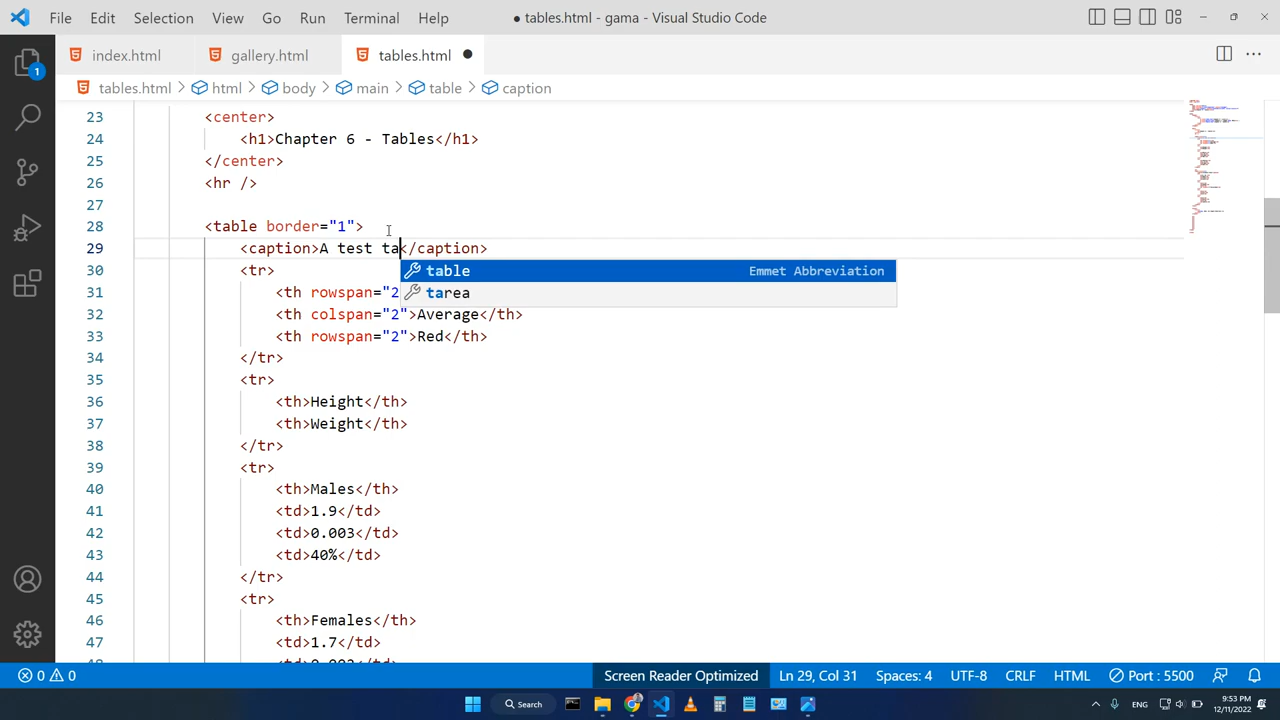 File Edit Selection View Go Run Terminal Help ● tables.html - gama - Visual Studio Code
index.html gallery.html tables.html ●
tables.html > html > body > main > table > caption
1
23 <center>
24 <h1>Chapter 6 - Tables</h1>
25 </center>
26 <hr />
27
28 <table border="1">
29 <caption>A test ta</caption>
table Emmet Abbreviation
tarea
30 <tr>
31 <th rowspan="2
32 <th colspan="2">Average</th>
33 <th rowspan="2">Red</th>
34 </tr>
35 <tr>
36 <th>Height</th>
37 <th>Weight</th>
38 </tr>
39 <tr>
40 <th>Males</th>
41 <td>1.9</td>
42 <td>0.003</td>
43 <td>40%</td>
44 </tr>
45 <tr>
46 <th>Females</th>
47 <td>1.7</td>
0 0 Screen Reader Optimized Ln 29, Col 31 Spaces: 4 UTF-8 CRLF HTML Port : 5500
Search ENG 9:53 PM
12/11/2022